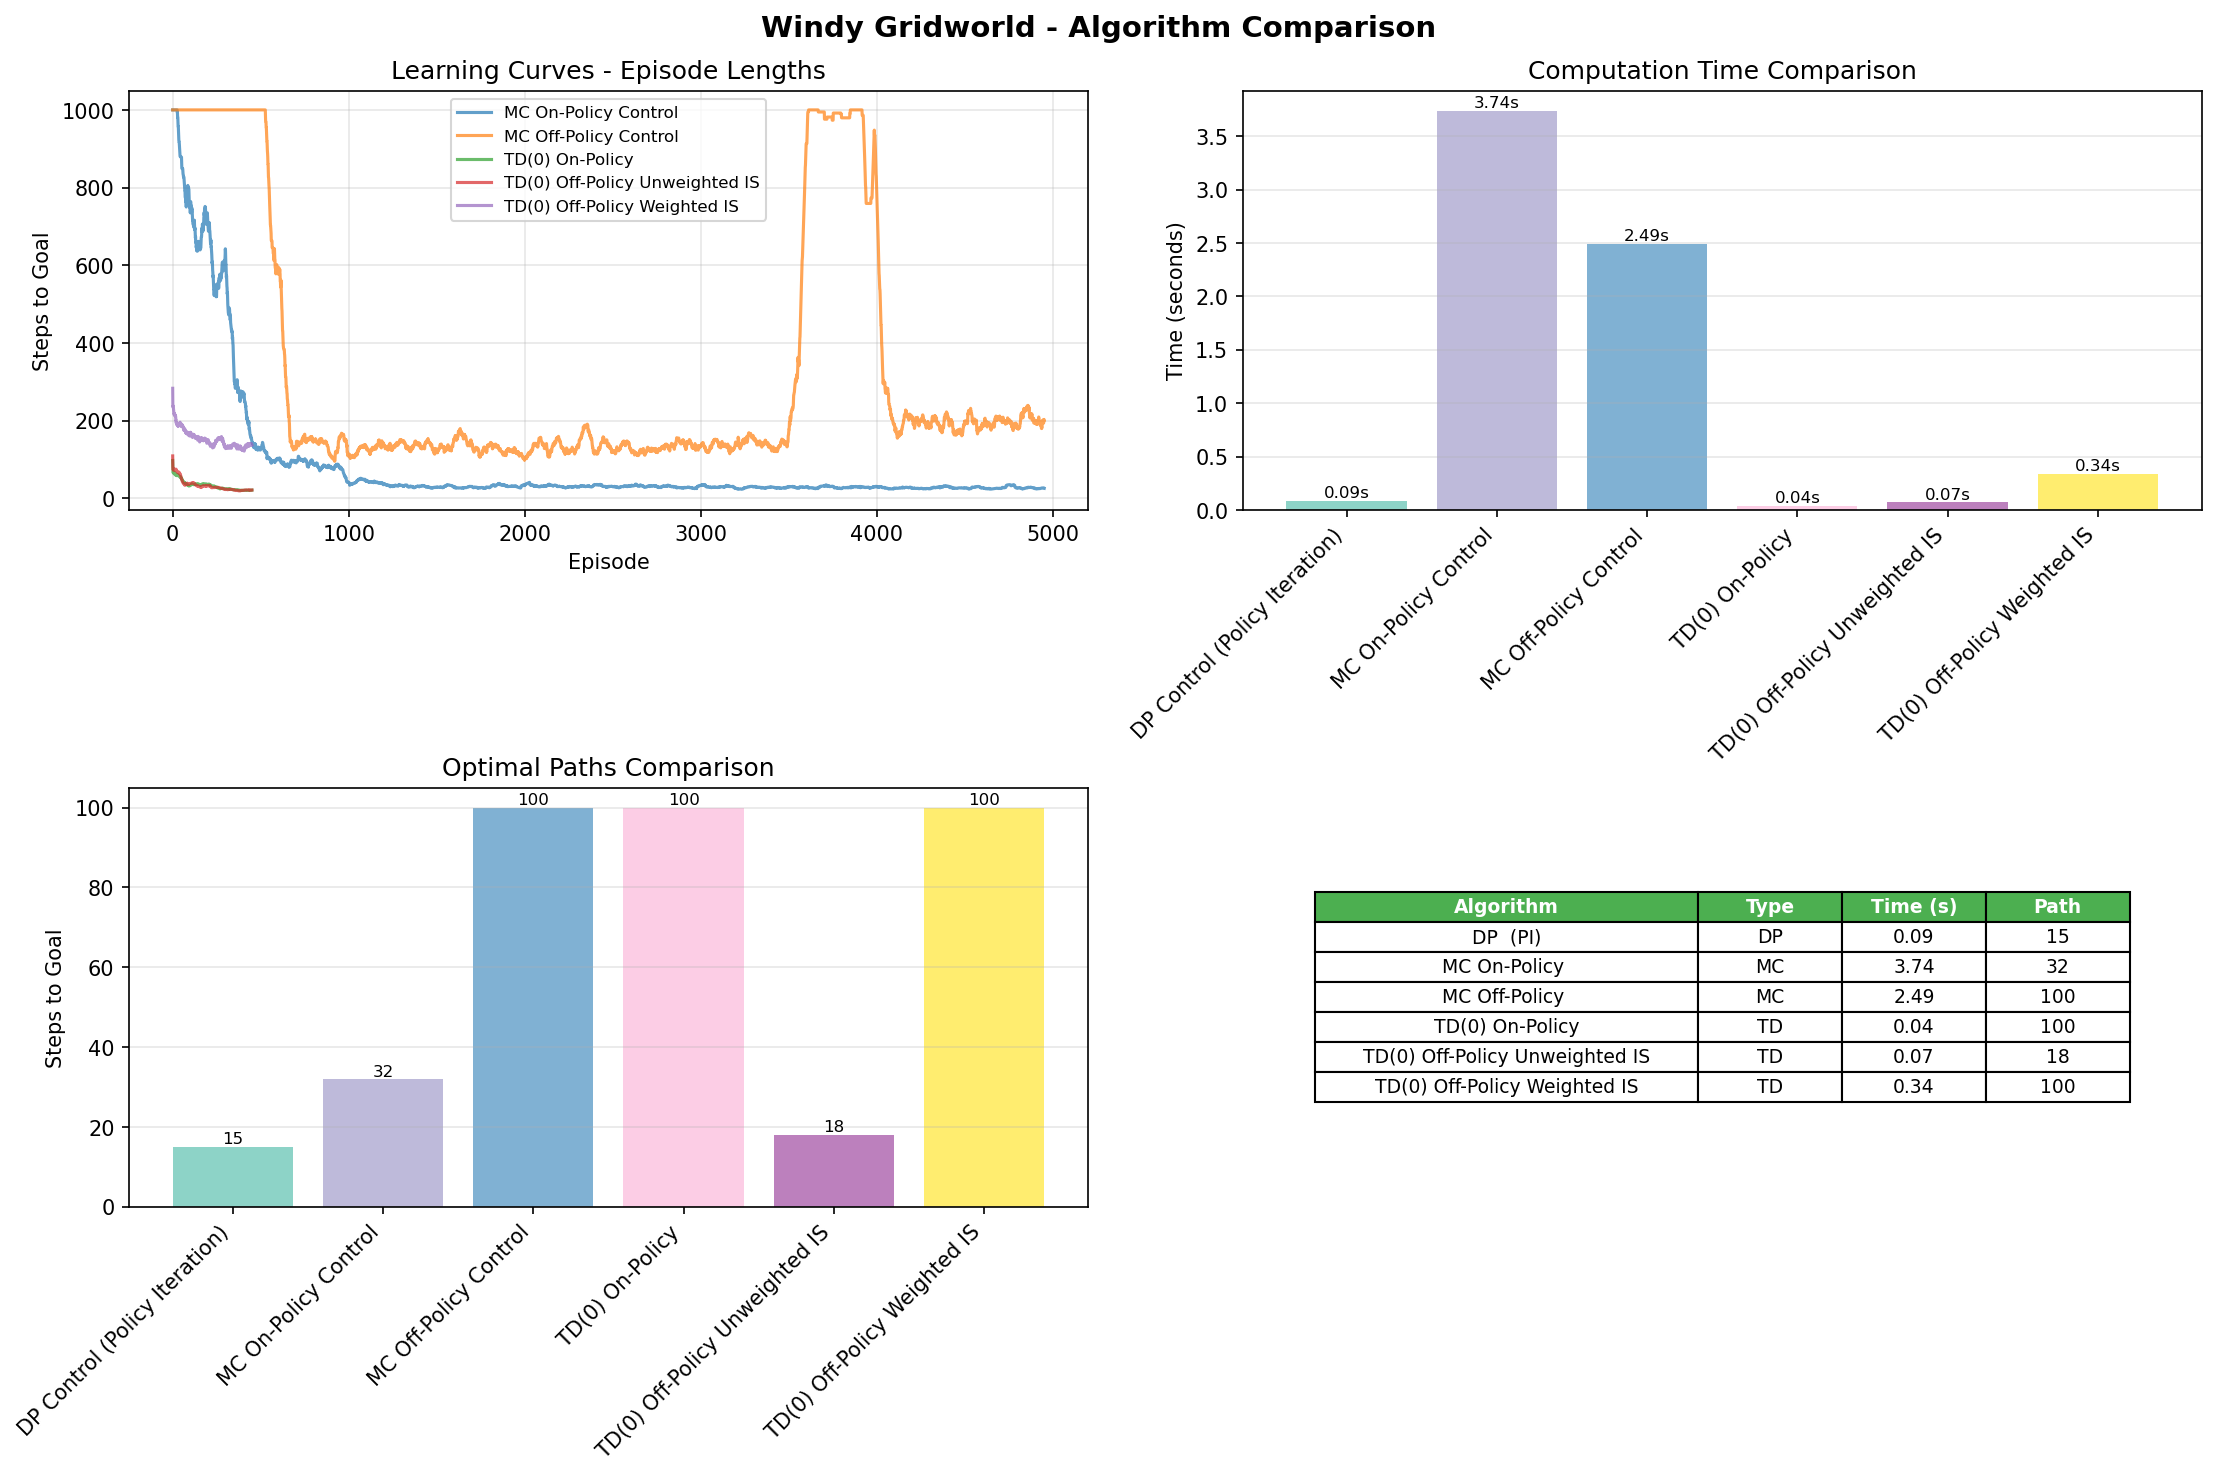 Windy Gridworld - Algorithm Comparison
Learning Curves - Episode Lengths
1000
800
600
400
200
0
Steps to Goal
MC On-Policy Control
MC Off-Policy Control
TD(0) On-Policy
TD(0) Off-Policy Unweighted IS
TD(0) Off-Policy Weighted IS
0 1000 2000 3000 4000 5000
Episode
Computation Time Comparison
3.5
3.0
2.5
2.0
1.5
1.0
0.5
0.0
Time (seconds)
0.09s
3.74s
2.49s
0.04s
0.07s
0.34s
DP Control (Policy Iteration)
MC On-Policy Control
MC Off-Policy Control
TD(0) On-Policy
TD(0) Off-Policy Unweighted IS
TD(0) Off-Policy Weighted IS
Optimal Paths Comparison
100
80
60
40
20
0
Steps to Goal
15
32
100
100
18
100
DP Control (Policy Iteration)
MC On-Policy Control
MC Off-Policy Control
TD(0) On-Policy
TD(0) Off-Policy Unweighted IS
TD(0) Off-Policy Weighted IS
Algorithm Type Time (s) Path
DP (PI) DP 0.09 15
MC On-Policy MC 3.74 32
MC Off-Policy MC 2.49 100
TD(0) On-Policy TD 0.04 100
TD(0) Off-Policy Unweighted IS TD 0.07 18
TD(0) Off-Policy Weighted IS TD 0.34 100